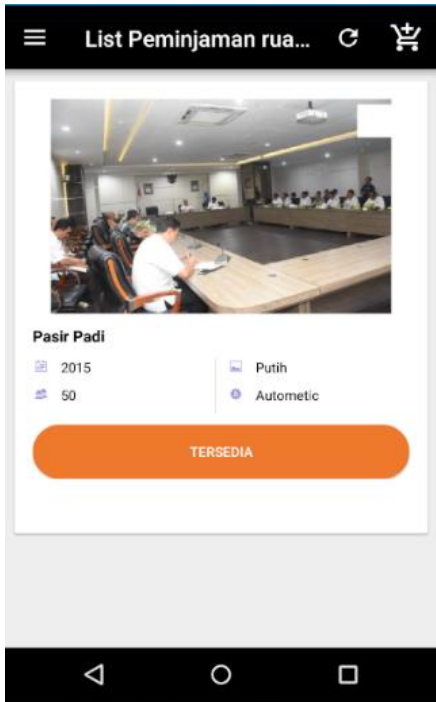 List Peminjaman rua...
Pasir Padi
2015
Putih
50
Autometic
TERSEDIA